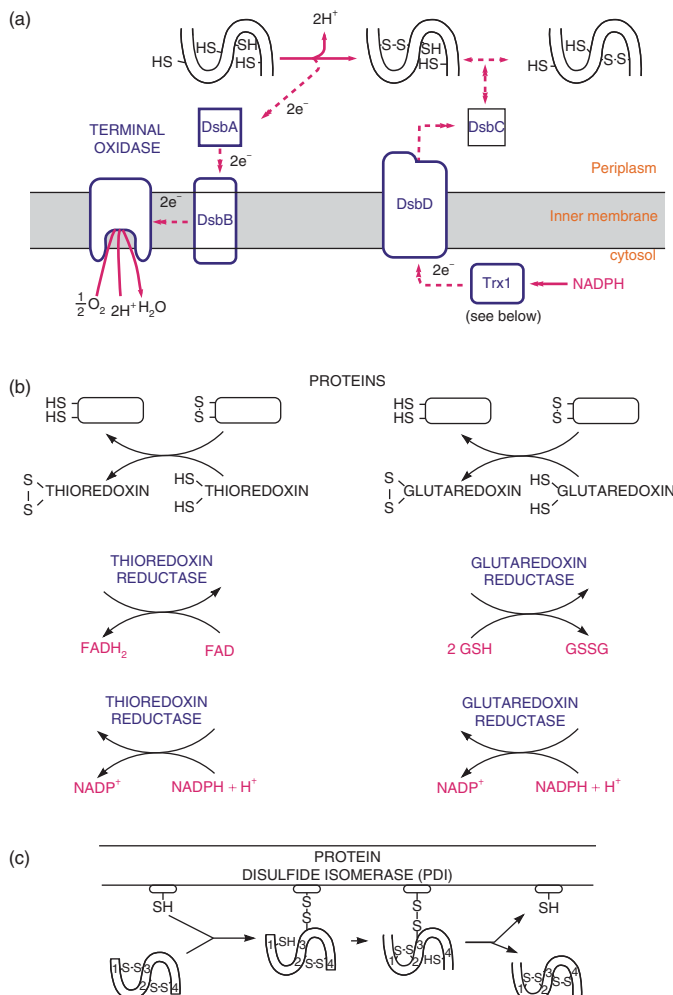 (a)
2H⁺
HS
HS
SH
HS
S-S
SH
HS
HS
HS
S-S
2e⁻
DsbA
2e⁻
DsbC
TERMINAL
OXIDASE
2e⁻
DsbB
DsbD
Periplasm
Inner membrane
cytosol
2e⁻
Trx1
NADPH
(see below)
½O₂ 2H⁺ H₂O
(b)
PROTEINS
HS
HS
S
S
HS
HS
S
S
S
S
THIOREDOXIN
HS
HS
THIOREDOXIN
S
S
GLUTAREDOXIN
HS
HS
GLUTAREDOXIN
THIOREDOXIN
REDUCTASE
GLUTAREDOXIN
REDUCTASE
FADH₂ FAD
2 GSH GSSG
THIOREDOXIN
REDUCTASE
GLUTAREDOXIN
REDUCTASE
NADP⁺ NADPH + H⁺
NADP⁺ NADPH + H⁺
(c)
PROTEIN
DISULFIDE ISOMERASE (PDI)
SH
S
S
S
S
SH
1 S-S 3
2 S-S 4
1 SH 3
2 S-S 4
S-S 3
1 2 HS 4
3 4
S-S S
1 2 S